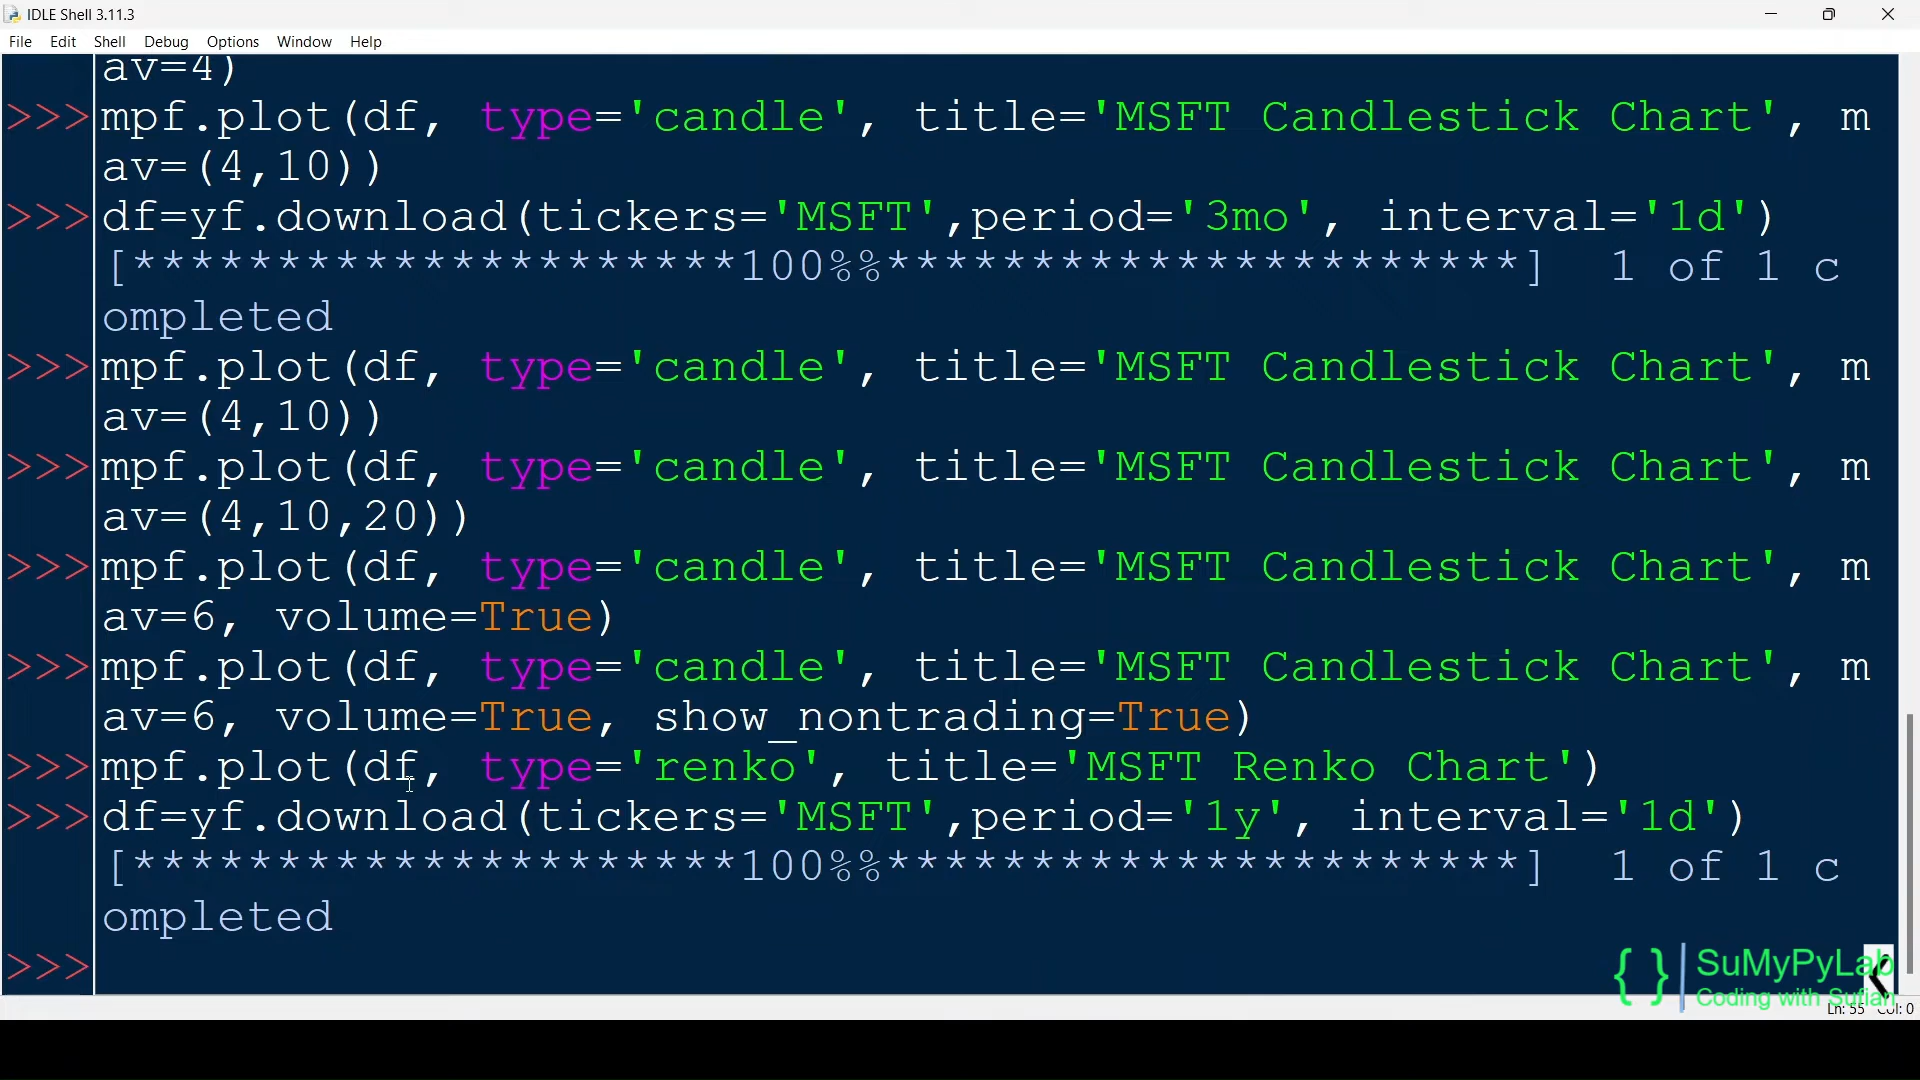 IDLE Shell 3.11.3
File Edit Shell Debug Options Window Help
av=4)
>>> mpf.plot(df, type='candle', title='MSFT Candlestick Chart', m
av=(4,10))
>>> df=yf.download(tickers='MSFT',period='3mo', interval='1d')
[*********************100%%**********************]  1 of 1 c
ompleted
>>> mpf.plot(df, type='candle', title='MSFT Candlestick Chart', m
av=(4,10))
>>> mpf.plot(df, type='candle', title='MSFT Candlestick Chart', m
av=(4,10,20))
>>> mpf.plot(df, type='candle', title='MSFT Candlestick Chart', m
av=6, volume=True)
>>> mpf.plot(df, type='candle', title='MSFT Candlestick Chart', m
av=6, volume=True, show_nontrading=True)
>>> mpf.plot(df, type='renko', title='MSFT Renko Chart')
>>> df=yf.download(tickers='MSFT',period='1y', interval='1d')
[*********************100%%**********************]  1 of 1 c
ompleted
>>>
{ } SuMyPyLab
Coding with Sufian
Ln: 55 Col: 0